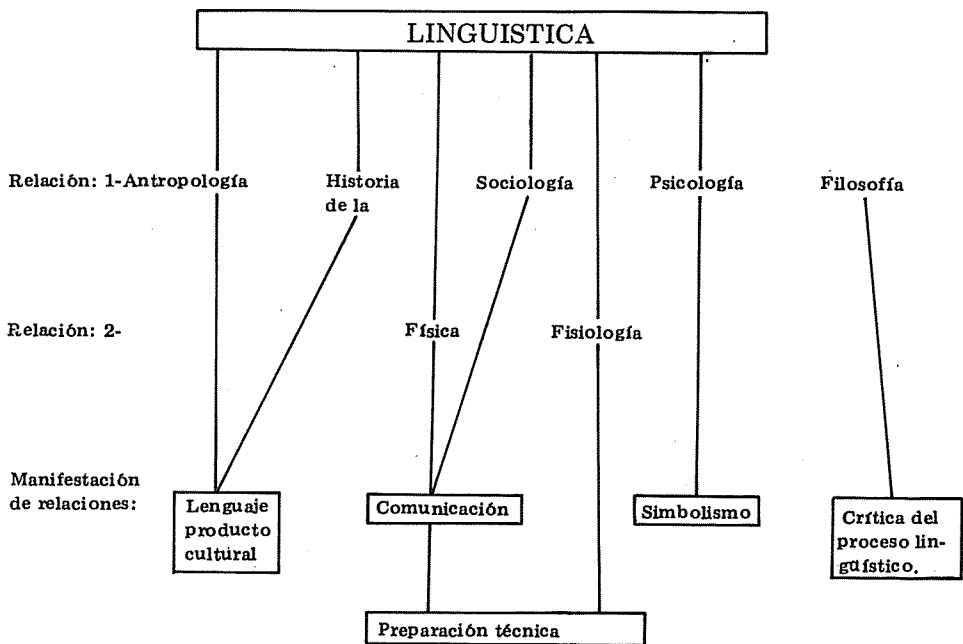 LINGUISTICA
Relación: 1-Antropología
Historia
de la
Sociología
Psicología
Filosofía
Relación: 2-
Física
Fisiología
Manifestación
de relaciones:
Lenguaje
producto
cultural
Comunicación
Simbolismo
Crítica del
proceso lin-
güístico.
Preparación técnica